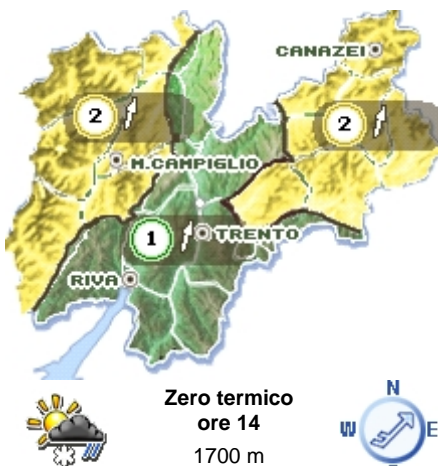 CANAZEI
2
2
M.CAMPIGLIO
1
TRENTO
RIVA
Zero termico
ore 14
1700 m
N
W E